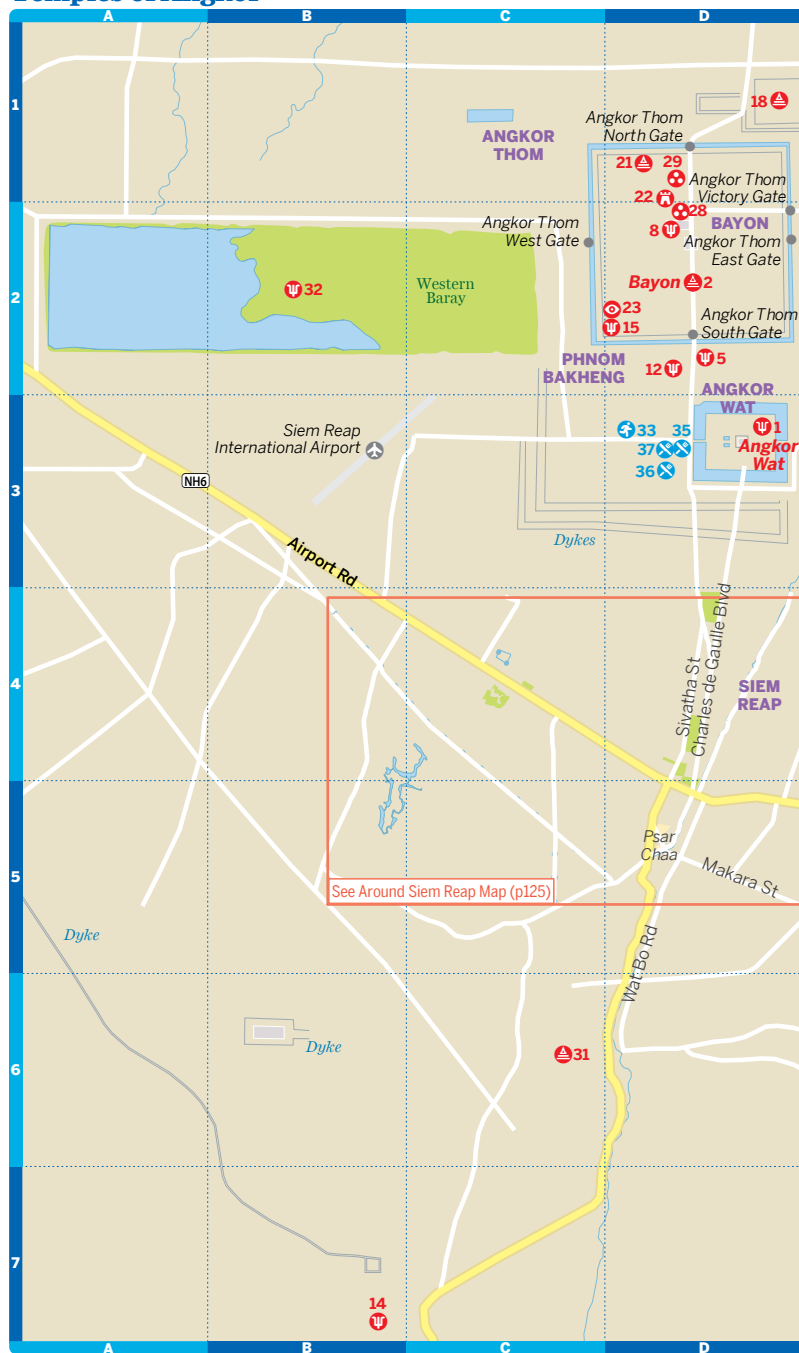 A
B
C
D
1
18
Angkor Thom
North Gate
ANGKOR
THOM
21
29
Angkor Thom
Victory Gate
22
28
8
BAYON
Angkor Thom
West Gate
Angkor Thom
East Gate
2
32
Western
Baray
Bayon 2
23
15
Angkor Thom
South Gate
PHNOM
BAKHENG
12
5
ANGKOR
WAT
Siem Reap
International Airport
33
35
1
37
Angkor
Wat
36
3
NH6
Dykes
Airport Rd
4
Sivatha St
Charles de Gaulle Blvd
SIEM
REAP
Psar
Chaa
5
Makara St
See Around Siem Reap Map (p125)
Dyke
Wat Bo Rd
Dyke
31
6
7
14
A
B
C
D